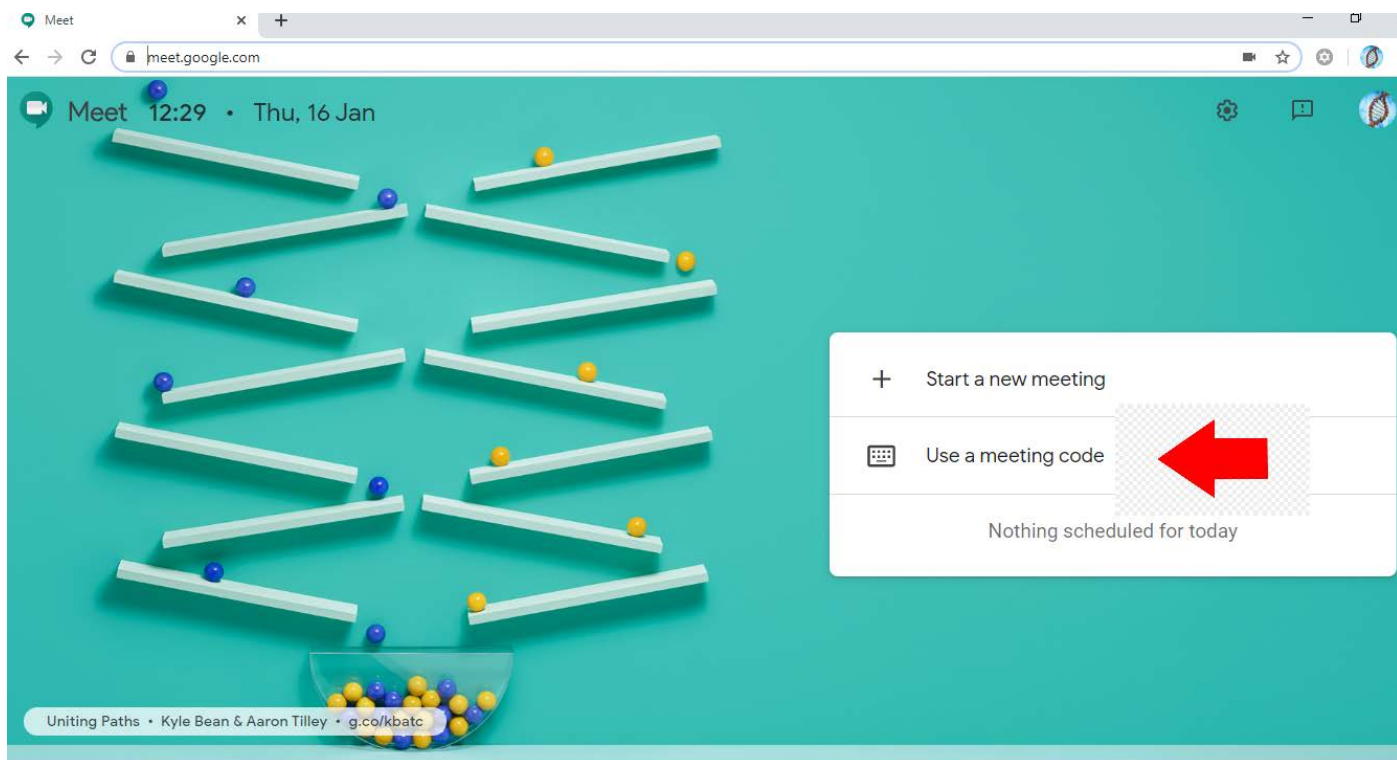 Meet
meet.google.com
Meet 12:29 • Thu, 16 Jan
Start a new meeting
Use a meeting code
Nothing scheduled for today
Uniting Paths • Kyle Bean & Aaron Tilley • g.co/kbatc